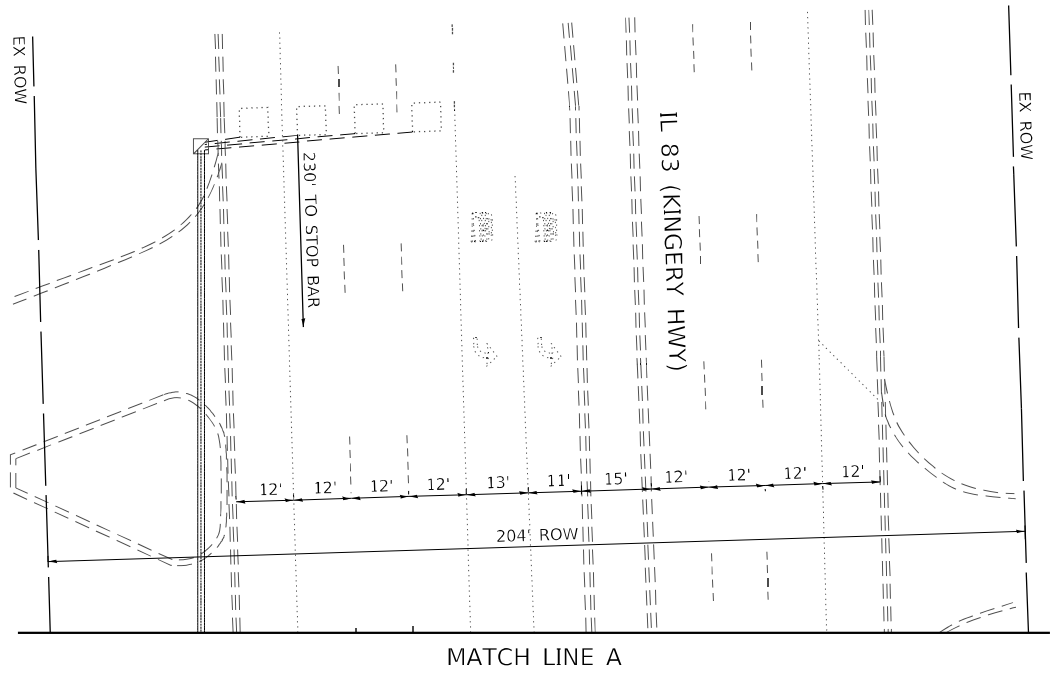 EX ROW
EX ROW
IL 83 (KINGERY HWY)
230' TO STOP BAR
12' 12' 12' 12' 13' 11' 15' 12' 12' 12' 12'
204' ROW
MATCH LINE A